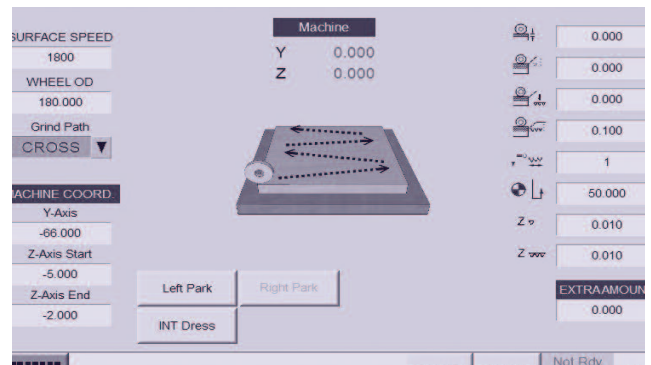 SURFACE SPEED
1800
WHEEL OD
180.000
Grind Path
CROSS
MACHINE COORD.
Y-Axis
-66.000
Z-Axis Start
-5.000
Z-Axis End
-2.000
Machine
Y 0.000
Z 0.000
Left Park
Right Park
INT Dress
0.000
0.000
0.000
0.100
1
50.000
Z 0.010
Z 0.010
EXTRA AMOUN
0.000
Not Rdy